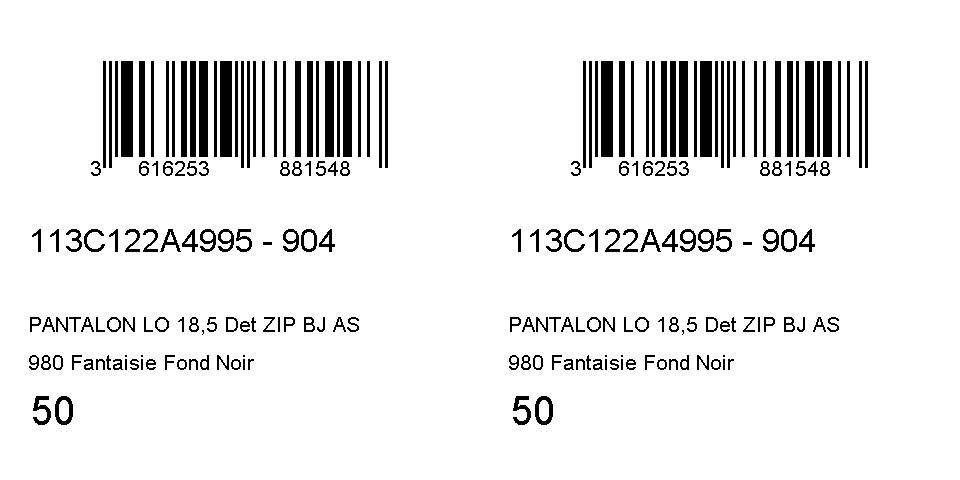 3 616253 881548
113C122A4995 - 904
PANTALON LO 18,5 Det ZIP BJ AS
980 Fantaisie Fond Noir
50
3 616253 881548
113C122A4995 - 904
PANTALON LO 18,5 Det ZIP BJ AS
980 Fantaisie Fond Noir
50